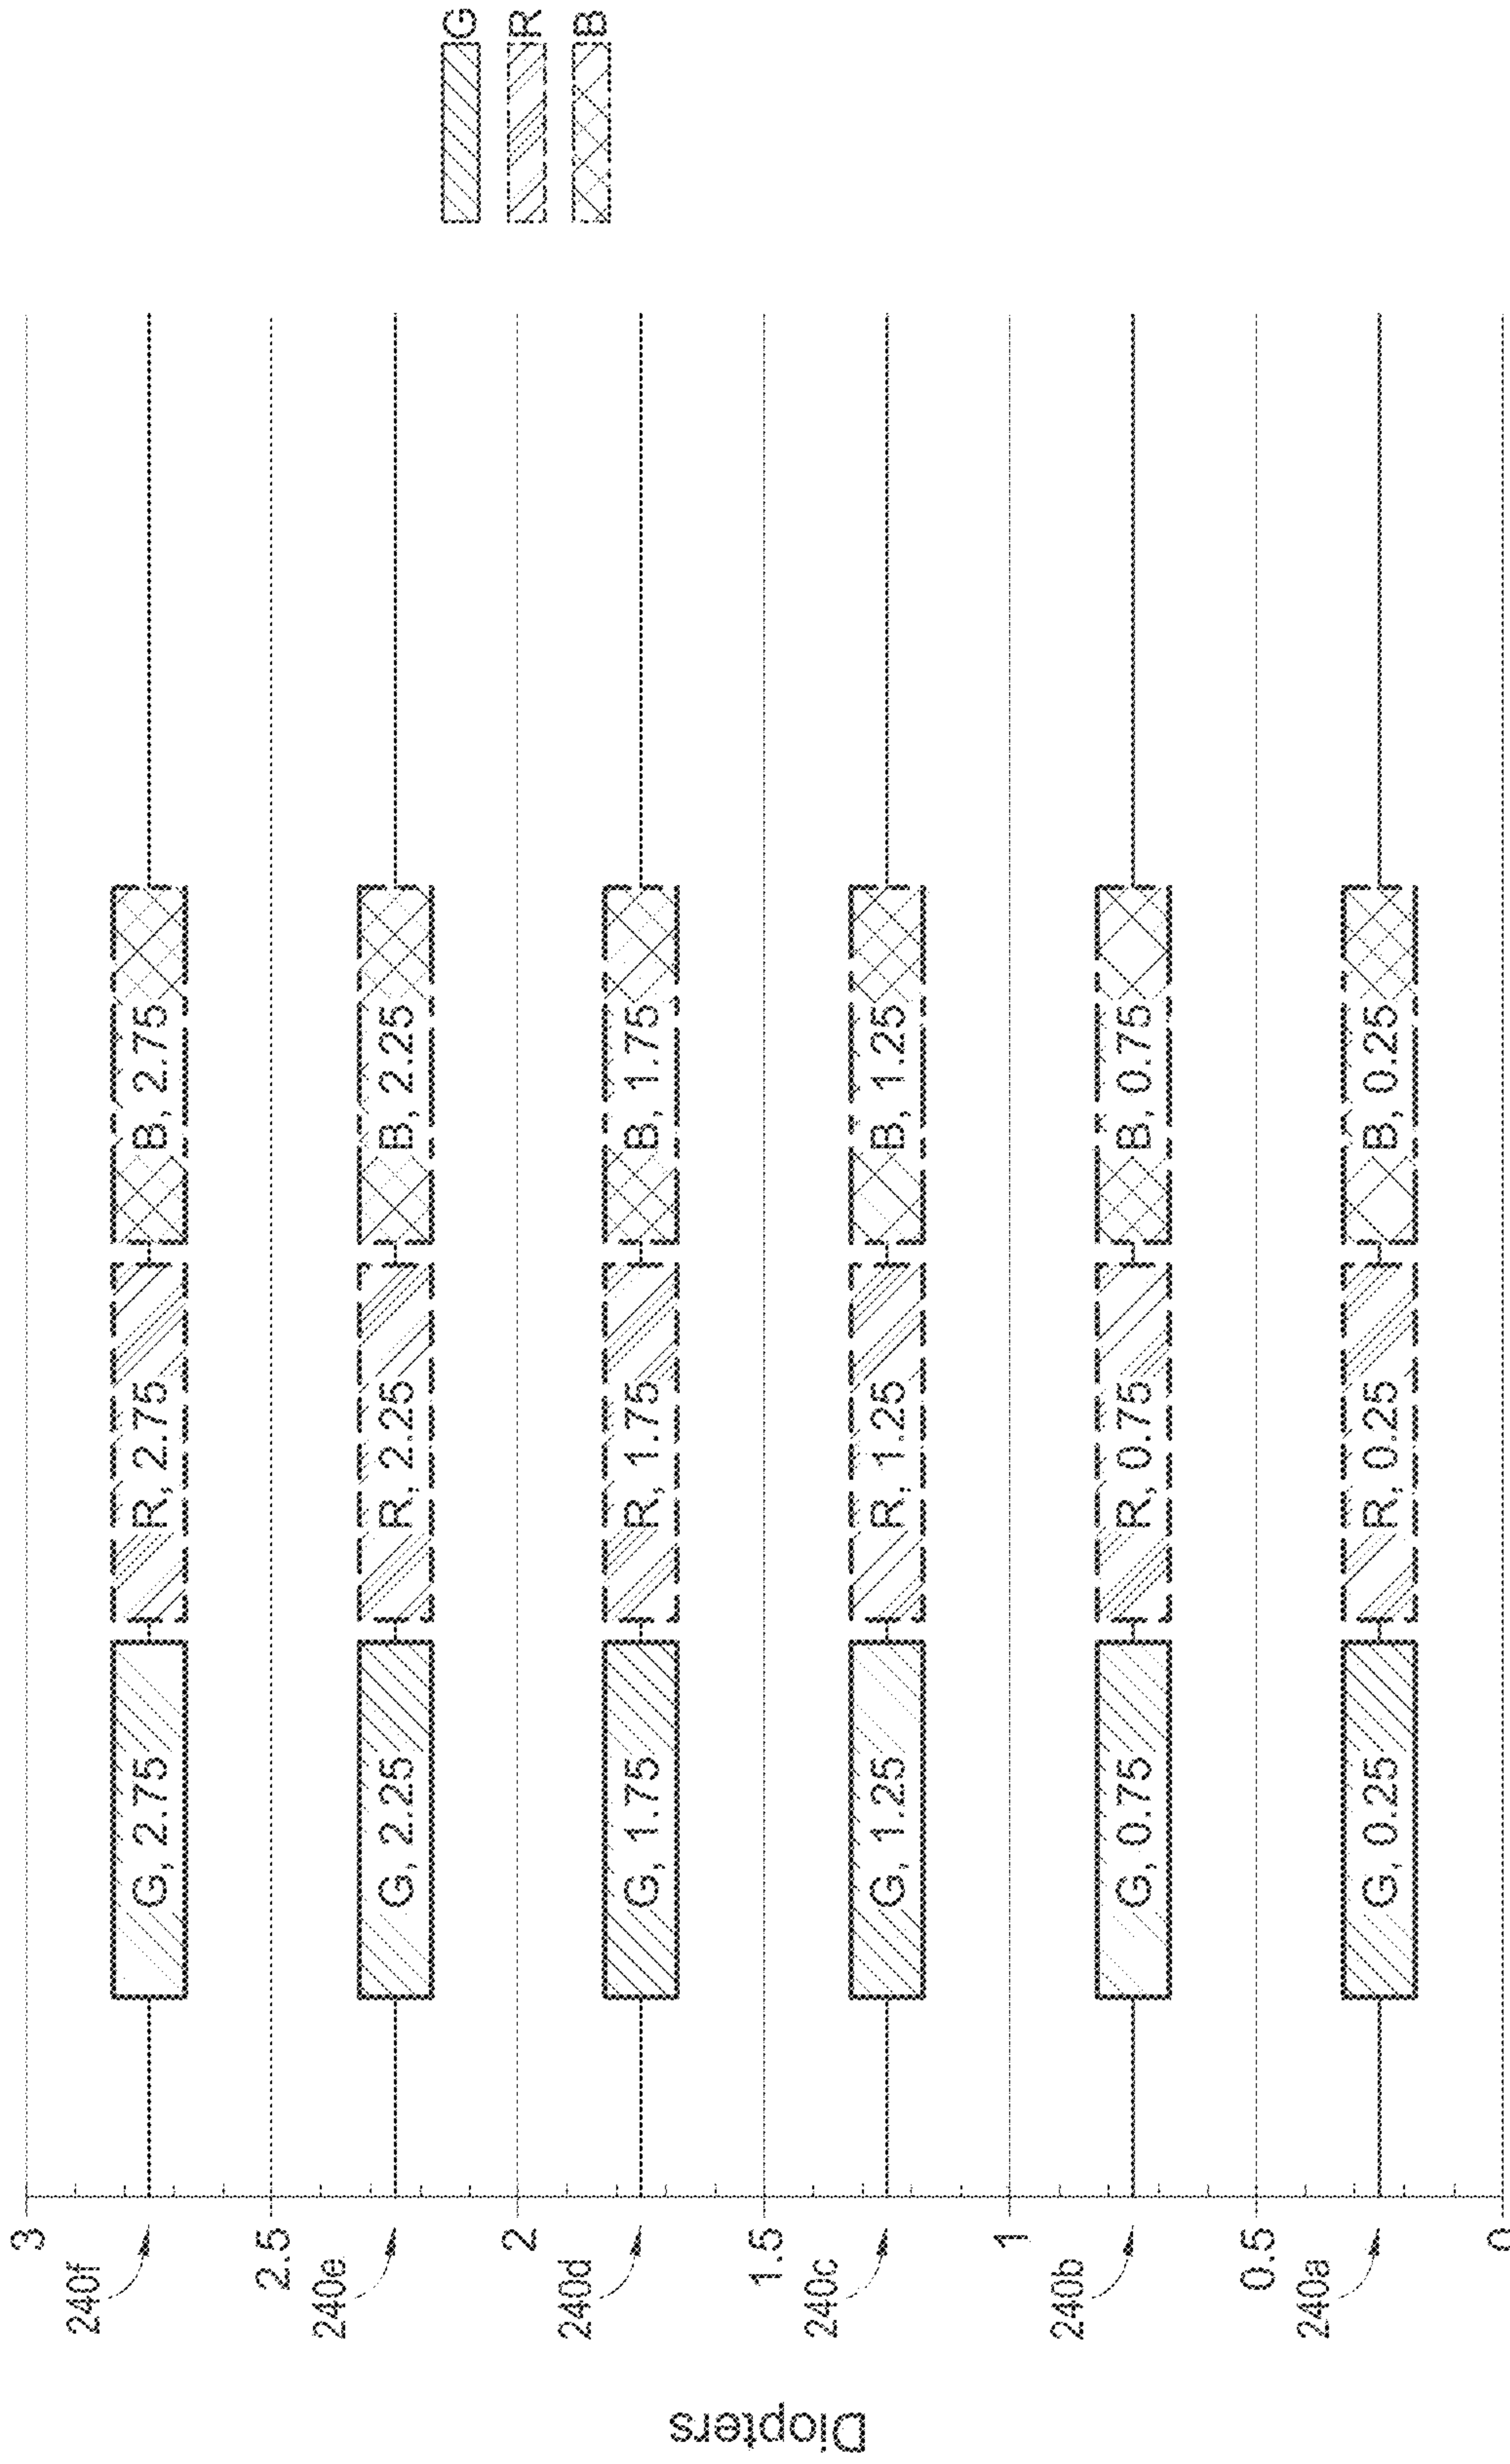 Diopters
3
240f
G, 2.75
R, 2.75
B, 2.75
2.5
240e
G, 2.25
R, 2.25
B, 2.25
2
240d
G, 1.75
R, 1.75
B, 1.75
1.5
240c
G, 1.25
R, 1.25
B, 1.25
1
240b
G, 0.75
R, 0.75
B, 0.75
0.5
240a
G, 0.25
R, 0.25
B, 0.25
0
G
R
B